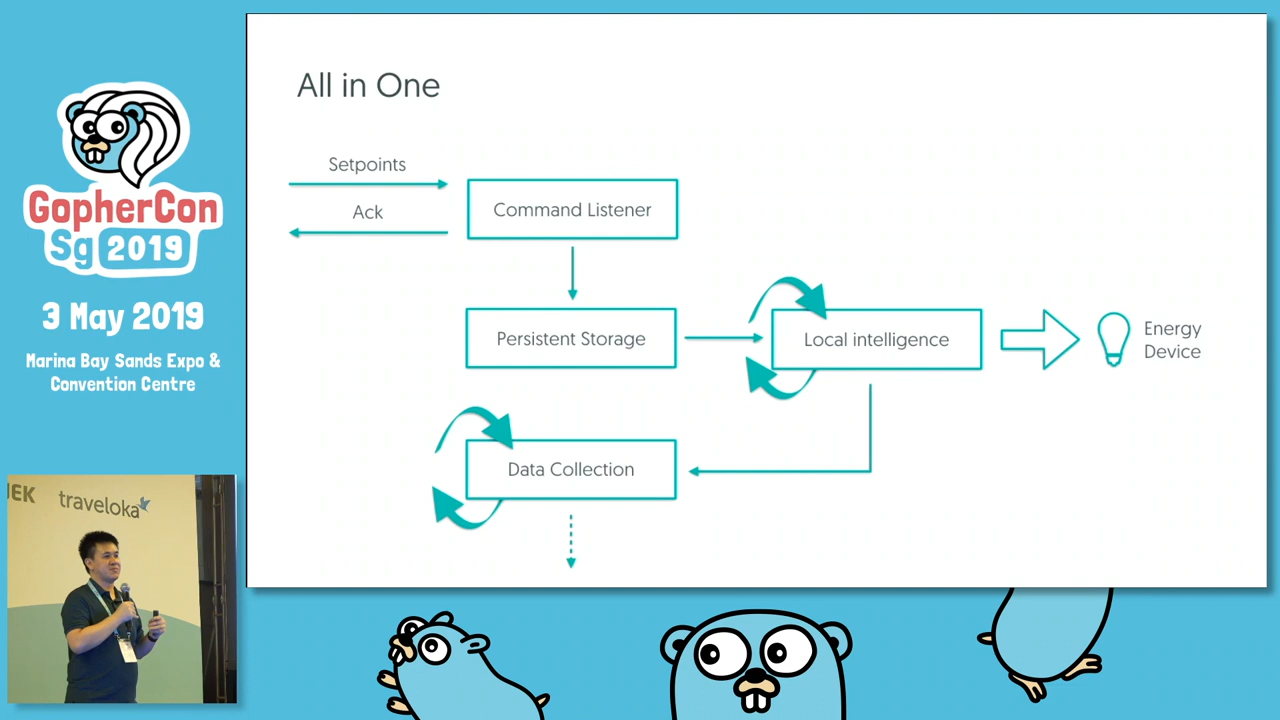 GopherCon
Sg 2019
3 May 2019
Marina Bay Sands Expo &
Convention Centre
All in One
Setpoints
Ack
Command Listener
Persistent Storage
Local intelligence
Energy
Device
Data Collection
JEK
traveloka